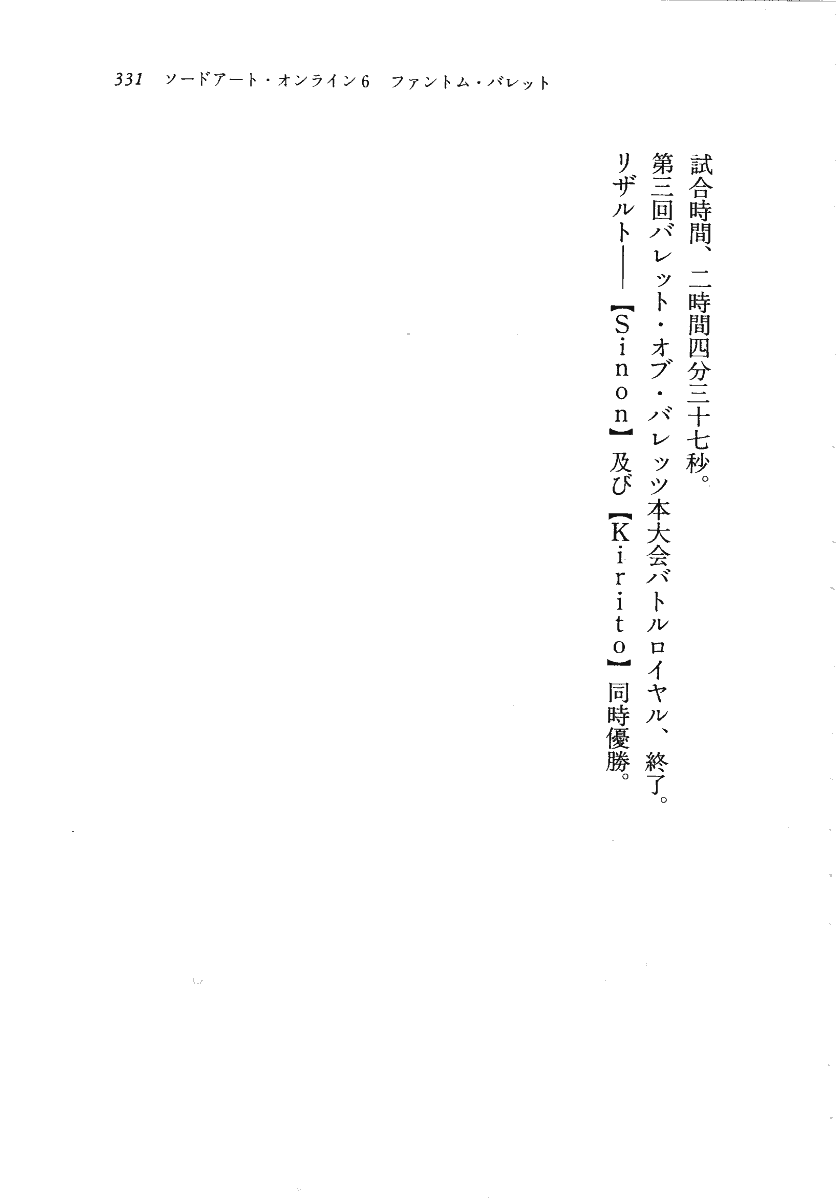 331 ソードアート・オンライン6 ファントム・バレット
試合時間、二時間四分三十七秒。
第三回バレット・オブ・バレッツ本大会バトルロイヤル、終了。
リザルト――【Sinon】及び【Kirito】同時優勝。